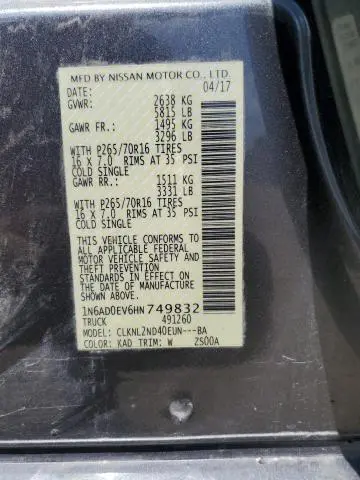 MFD BY NISSAN MOTOR CO., LTD.
DATE: 04/17
GVWR: 2638 KG
5815 LB
GAWR FR.: 1495 KG
3296 LB
WITH P265/70R16 TIRES
16 X 7.0 RIMS AT 35 PSI
COLD SINGLE
GAWR RR.: 1511 KG
3331 LB
WITH P265/70R16 TIRES
16 X 7.0 RIMS AT 35 PSI
COLD SINGLE
THIS VEHICLE CONFORMS TO
ALL APPLICABLE FEDERAL
MOTOR VEHICLE SAFETY
STANDARDS IN EFFECT ON
THE DATE OF MANUFACTURE
SHOWN ABOVE.
1N6AD0EV6HN749832
TRUCK 491260
MODEL: CLKNLZND40EUN---BA
COLOR: KAD TRIM: W ZS00A